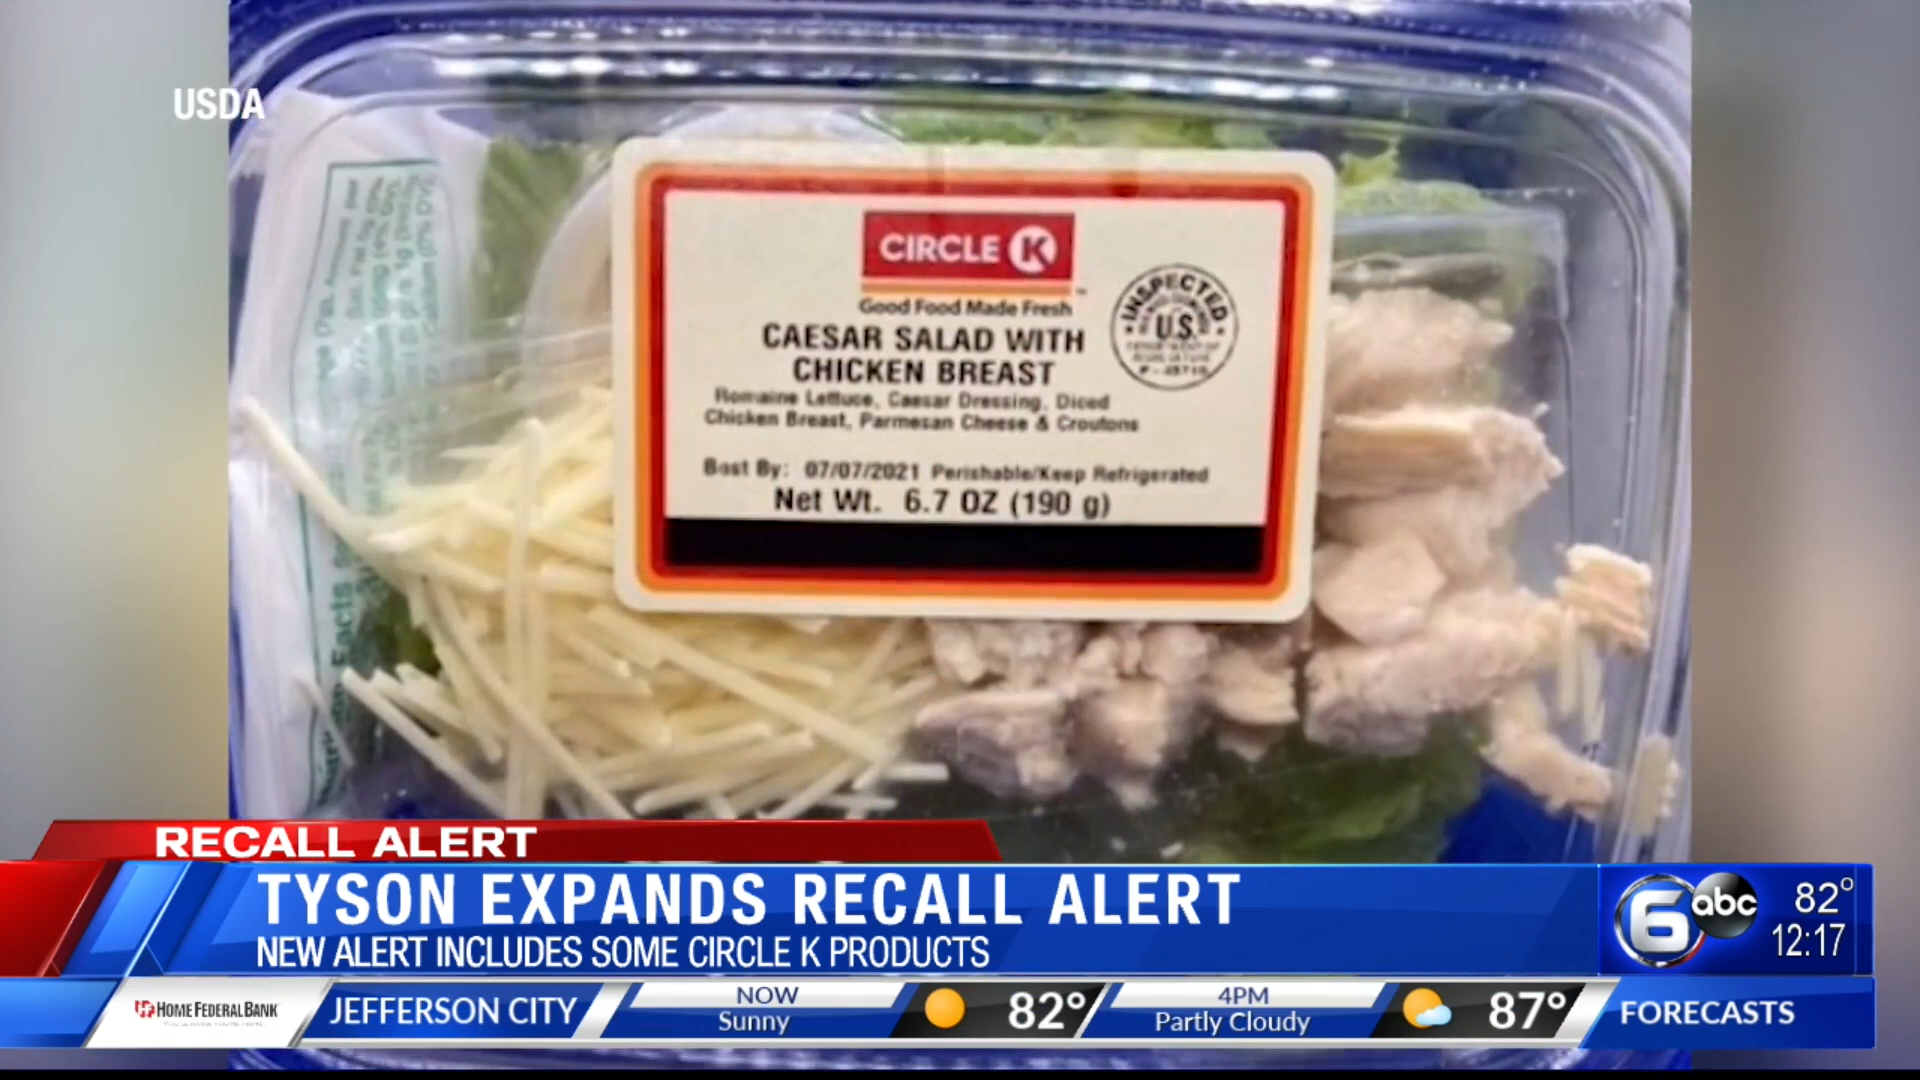 USDA
CIRCLE K
Good Food Made Fresh
CAESAR SALAD WITH
CHICKEN BREAST
Romaine Lettuce, Caesar Dressing, Diced
Chicken Breast, Parmesan Cheese & Croutons
Best By: 07/07/2021 Perishable/Keep Refrigerated
Net Wt. 6.7 OZ (190 g)
INSPECTED
U.S.
RECALL ALERT
TYSON EXPANDS RECALL ALERT
NEW ALERT INCLUDES SOME CIRCLE K PRODUCTS
6 abc
82°
12:17
HOME FEDERAL BANK
JEFFERSON CITY
NOW
Sunny
82°
4PM
Partly Cloudy
87°
FORECASTS